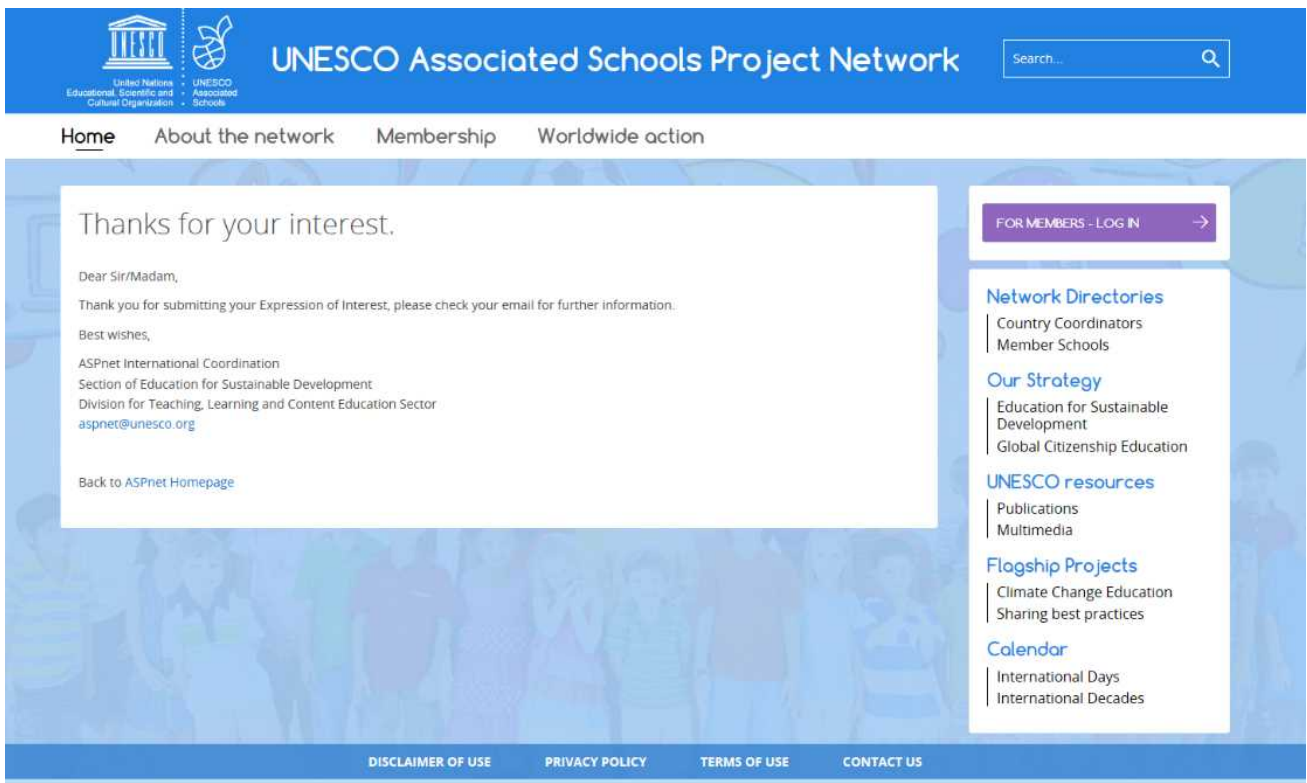 UNESCO
United Nations
Educational, Scientific and
Cultural Organization
UNESCO
Associated
Schools
UNESCO Associated Schools Project Network
Search...
Home About the network Membership Worldwide action
Thanks for your interest.
Dear Sir/Madam,
Thank you for submitting your Expression of Interest, please check your email for further information.
Best wishes,
ASPnet International Coordination
Section of Education for Sustainable Development
Division for Teaching, Learning and Content Education Sector
aspnet@unesco.org
Back to ASPnet Homepage
FOR MEMBERS - LOG IN
Network Directories
Country Coordinators
Member Schools
Our Strategy
Education for Sustainable
Development
Global Citizenship Education
UNESCO resources
Publications
Multimedia
Flagship Projects
Climate Change Education
Sharing best practices
Calendar
International Days
International Decades
DISCLAIMER OF USE PRIVACY POLICY TERMS OF USE CONTACT US